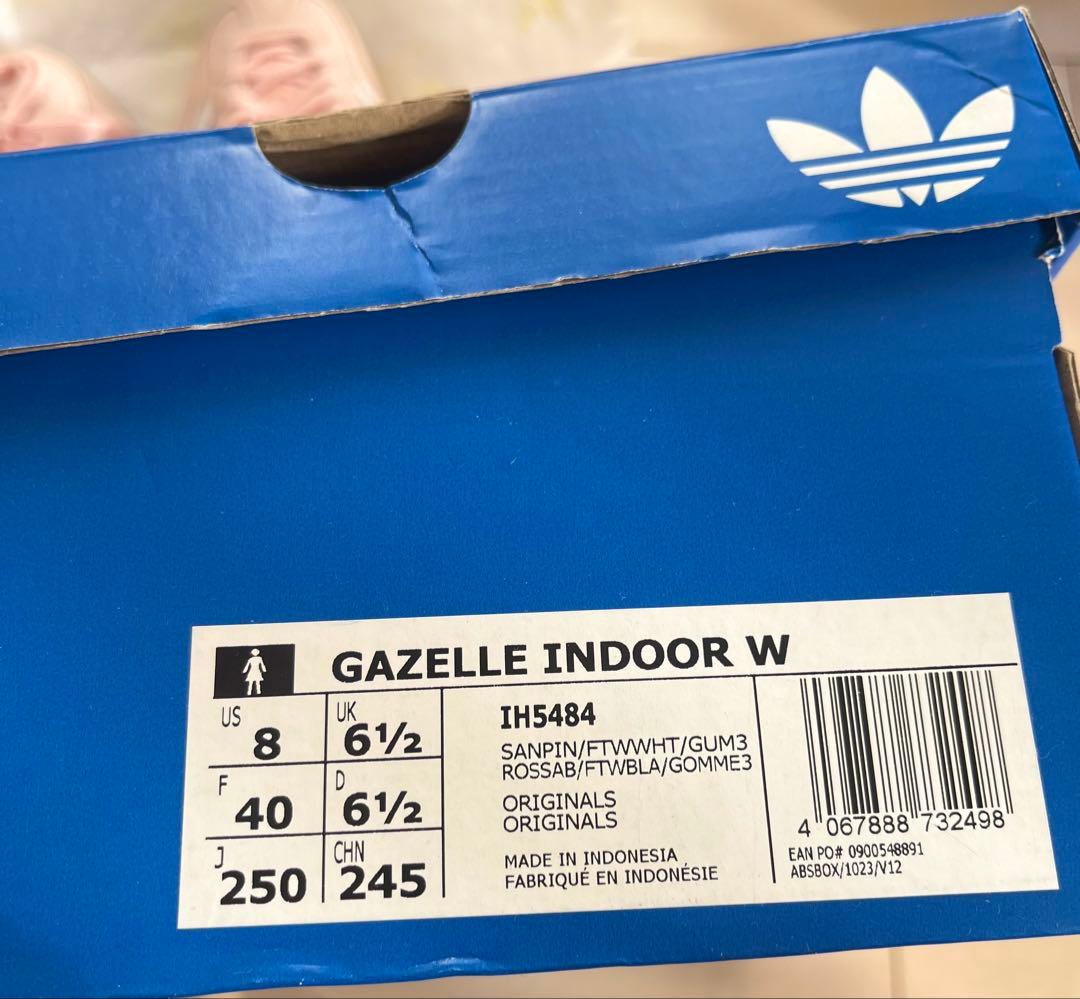 GAZELLE INDOOR W
US 8
UK 6½
F 40
D 6½
J 250
CHN 245
IH5484
SANPIN/FTWWHT/GUM3
ROSSAB/FTWBLA/GOMME3
ORIGINALS
ORIGINALS
MADE IN INDONESIA
FABRIQUÉ EN INDONÉSIE
4 067888 732498
EAN PO# 0900548891
ABSBOX/1023/V12